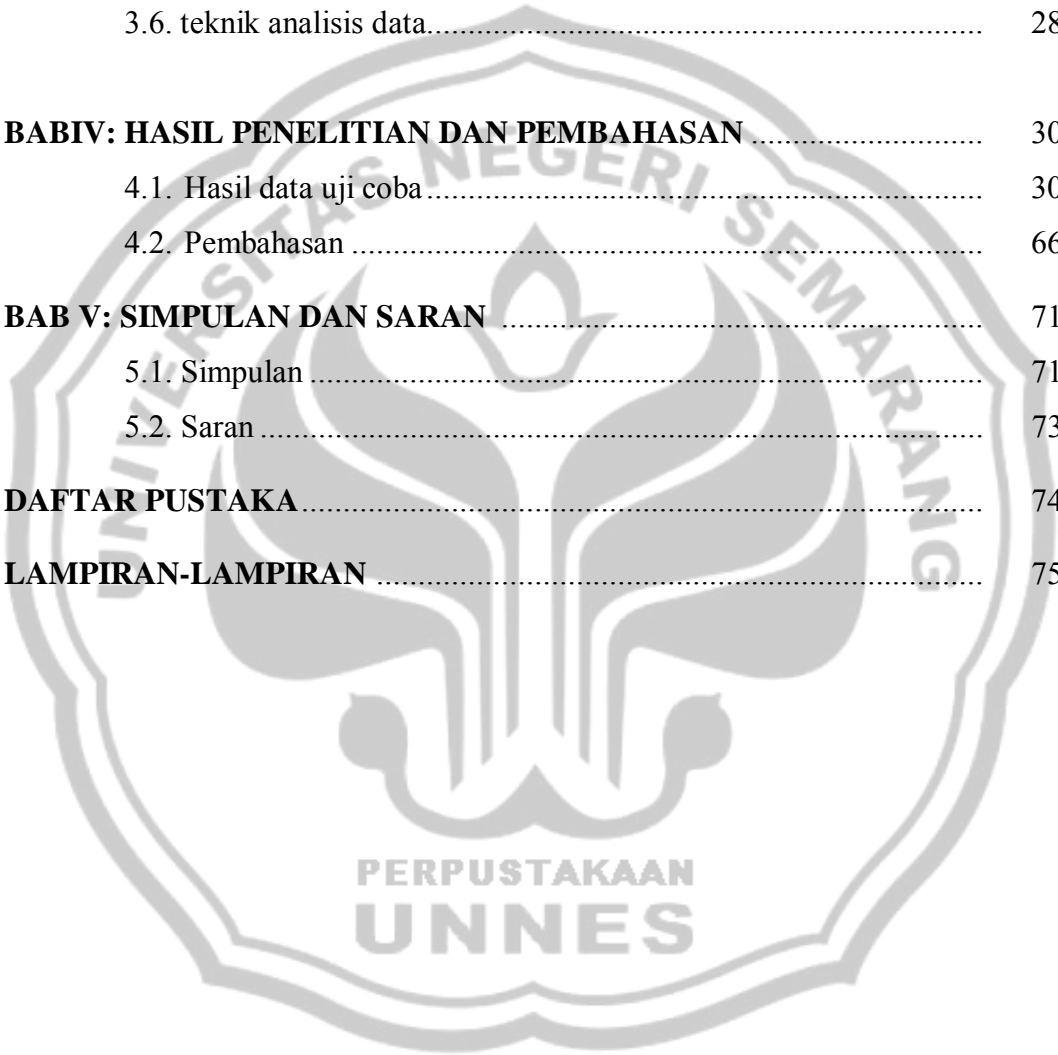 3.6. teknik analisis data.......................................................................... 28
BABIV: HASIL PENELITIAN DAN PEMBAHASAN .............................. 30
4.1. Hasil data uji coba.......................................................................... 30
4.2. Pembahasan ................................................................................... 66
BAB V: SIMPULAN DAN SARAN ............................................................... 71
5.1. Simpulan ........................................................................................ 71
5.2. Saran .............................................................................................. 73
DAFTAR PUSTAKA.......................................................................................... 74
LAMPIRAN-LAMPIRAN ................................................................................ 75
UNIVERSITAS NEGERI SEMARANG
PERPUSTAKAAN
UNNES